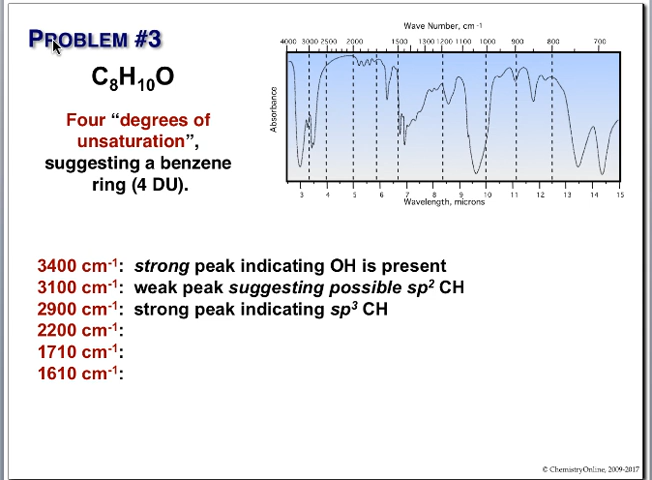 PROBLEM #3
C8H10O
Four “degrees of
unsaturation”,
suggesting a benzene
ring (4 DU).
Wave Number, cm -1
4000 3000 2500 2000 1500 1300 1200 1100 1000 900 800 700
Absorbance
3 4 5 6 7 8 9 10 11 12 13 14 15
Wavelength, microns
3400 cm-1: strong peak indicating OH is present
3100 cm-1: weak peak suggesting possible sp2 CH
2900 cm-1: strong peak indicating sp3 CH
2200 cm-1:
1710 cm-1:
1610 cm-1:
© ChemistryOnline, 2009-2017